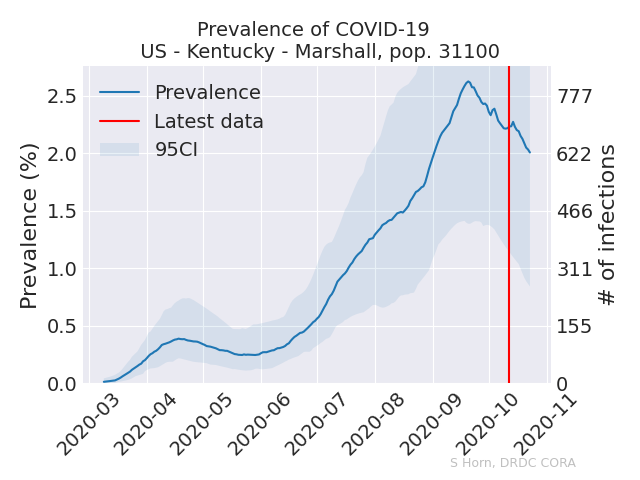 Prevalence of COVID-19
US - Kentucky - Marshall, pop. 31100
Prevalence
Latest data
95CI
Prevalence (%)
2.5
2.0
1.5
1.0
0.5
0.0
777
622
466
311
155
0
# of infections
2020-03
2020-04
2020-05
2020-06
2020-07
2020-08
2020-09
2020-10
2020-11
S Horn, DRDC CORA